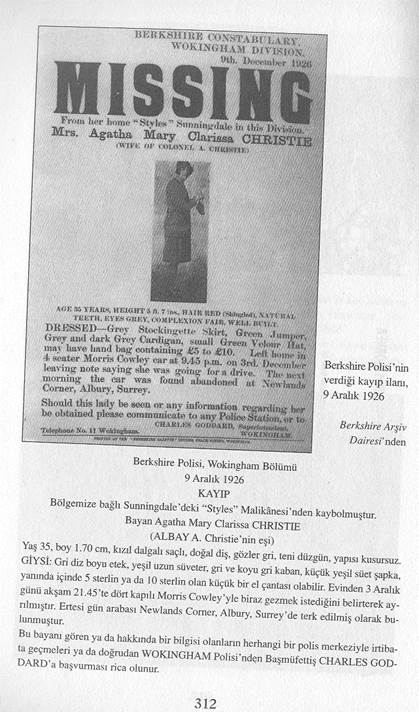 BERKSHIRE CONSTABULARY,
WOKINGHAM DIVISION,
9th. December 1926
MISSING
From her home "Styles" Sunningdale in this Division.
Mrs. Agatha Mary Clarissa CHRISTIE
(WIFE OF COLONEL A. CHRISTIE)
AGE 35 YEARS, HEIGHT 5 ft. 7 ins., HAIR RED (Shingled), NATURAL
TEETH, EYES GREY, COMPLEXION FAIR, WELL BUILT.
DRESSED—Grey Stockingette Skirt, Green Jumper,
Grey and dark Grey Cardigan, small Green Velour Hat,
may have hand bag containing £5 to £10. Left home in
4 seater Morris Cowley car at 9.45 p.m. on 3rd. December
leaving note saying she was going for a drive. The next
morning the car was found abandoned at Newlands
Corner, Albury, Surrey.
Should this lady be seen or any information regarding her
be obtained please communicate to any Police Station, or to
CHARLES GODDARD, Superintendent,
Telephone No. 11 Wokingham. WOKINGHAM.
Berkshire Polisi'nin
verdiği kayıp ilanı,
9 Aralık 1926
Berkshire Arşiv
Dairesi'nden
Berkshire Polisi, Wokingham Bölümü
9 Aralık 1926
KAYIP
Bölgemize bağlı Sunningdale'deki "Styles" Malikânesi'nden kaybolmuştur.
Bayan Agatha Mary Clarissa CHRISTIE
(ALBAY A. Christie'nin eşi)
Yaş 35, boy 1.70 cm, kızıl dalgalı saçlı, doğal diş, gözler gri, teni düzgün, yapısı kusursuz.
GİYSİ: Gri diz boyu etek, yeşil uzun süveter, gri ve koyu gri kaban, küçük yeşil süet şapka,
yanında içinde 5 sterlin ya da 10 sterlin olan küçük bir el çantası olabilir. Evinden 3 Aralık
günü akşam 21.45'te dört kapılı Morris Cowley'yle biraz gezmek istediğini belirterek ay-
rılmıştır. Ertesi gün arabası Newlands Corner, Albury, Surrey'de terk edilmiş olarak bu-
lunmuştur.
Bu bayanı gören ya da hakkında bir bilgisi olanların herhangi bir polis merkeziyle irtiba-
ta geçmeleri ya da doğrudan WOKINGHAM Polisi'nden Başmüfettiş CHARLES GOD-
DARD'a başvurması rica olunur.
312